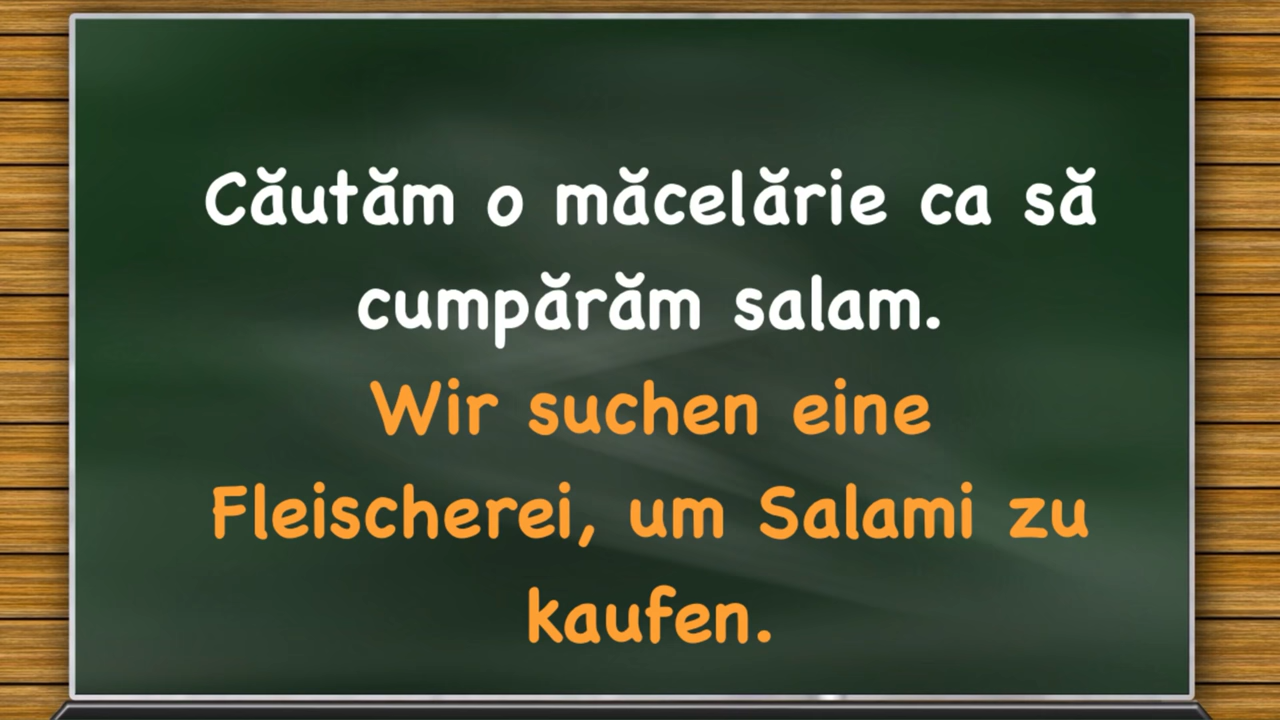 Căutăm o măcelărie ca să
cumpărăm salam.
Wir suchen eine
Fleischerei, um Salami zu
kaufen.